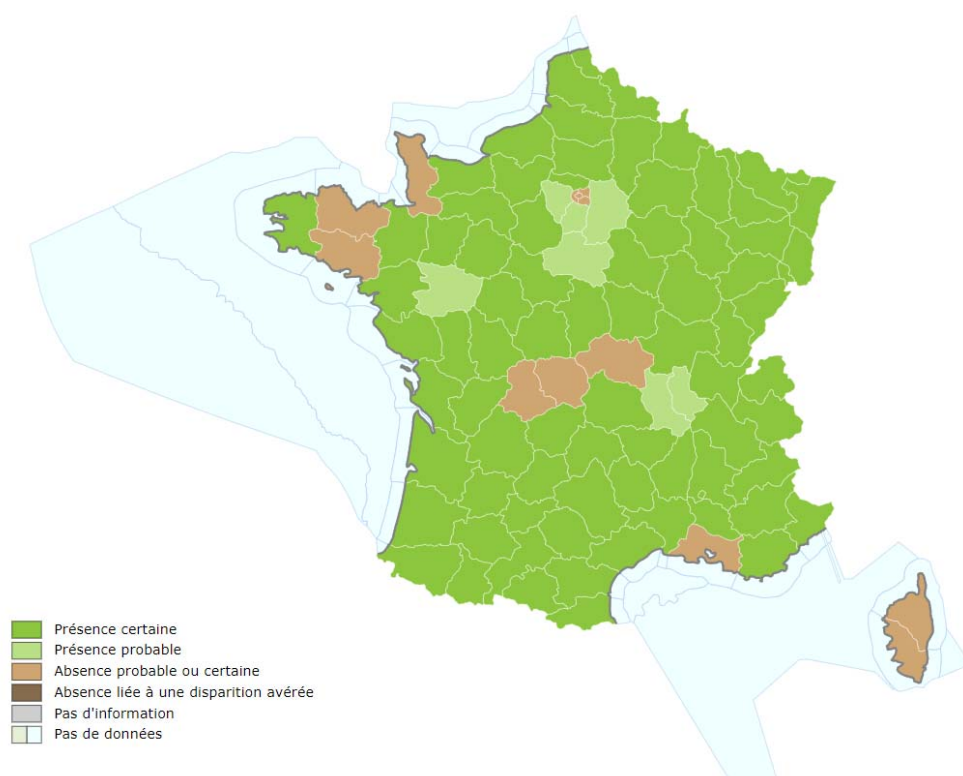 Présence certaine
Présence probable
Absence probable ou certaine
Absence liée à une disparition avérée
Pas d'information
Pas de données